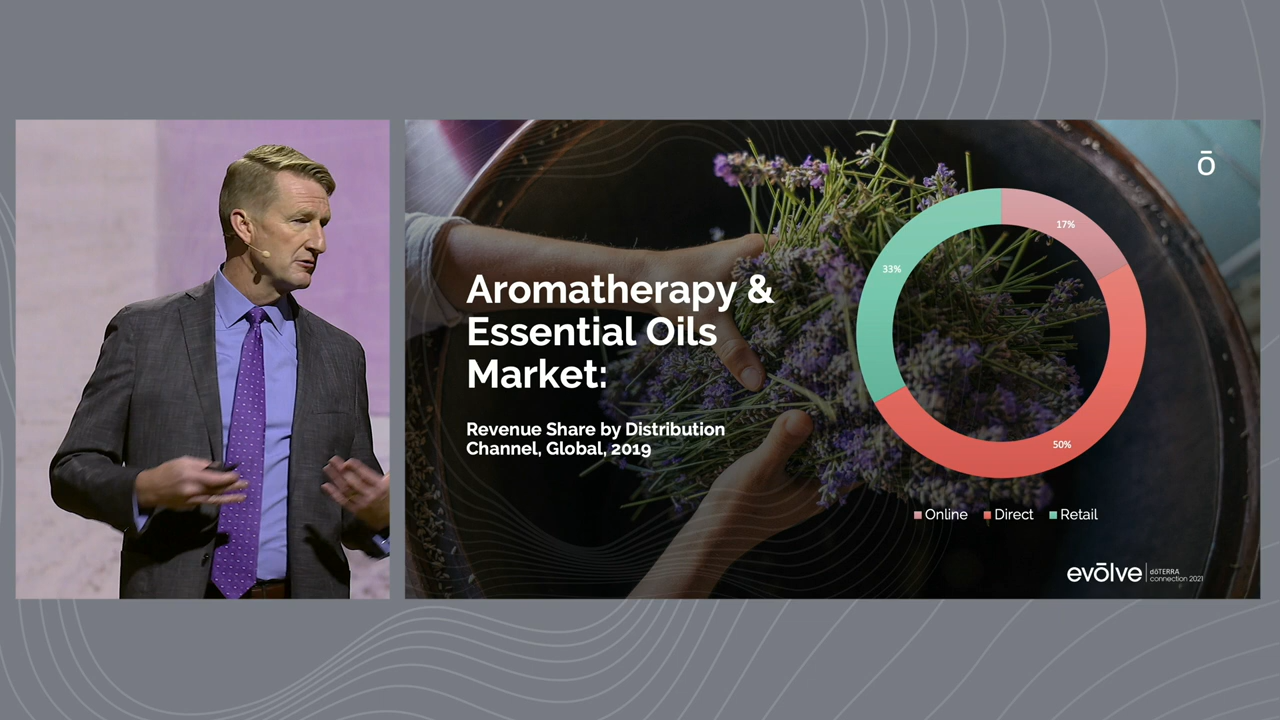 ō
Aromatherapy &
Essential Oils
Market:
Revenue Share by Distribution
Channel, Global, 2019
17%
33%
50%
Online Direct Retail
evōlve
dōTERRA
connection 2021